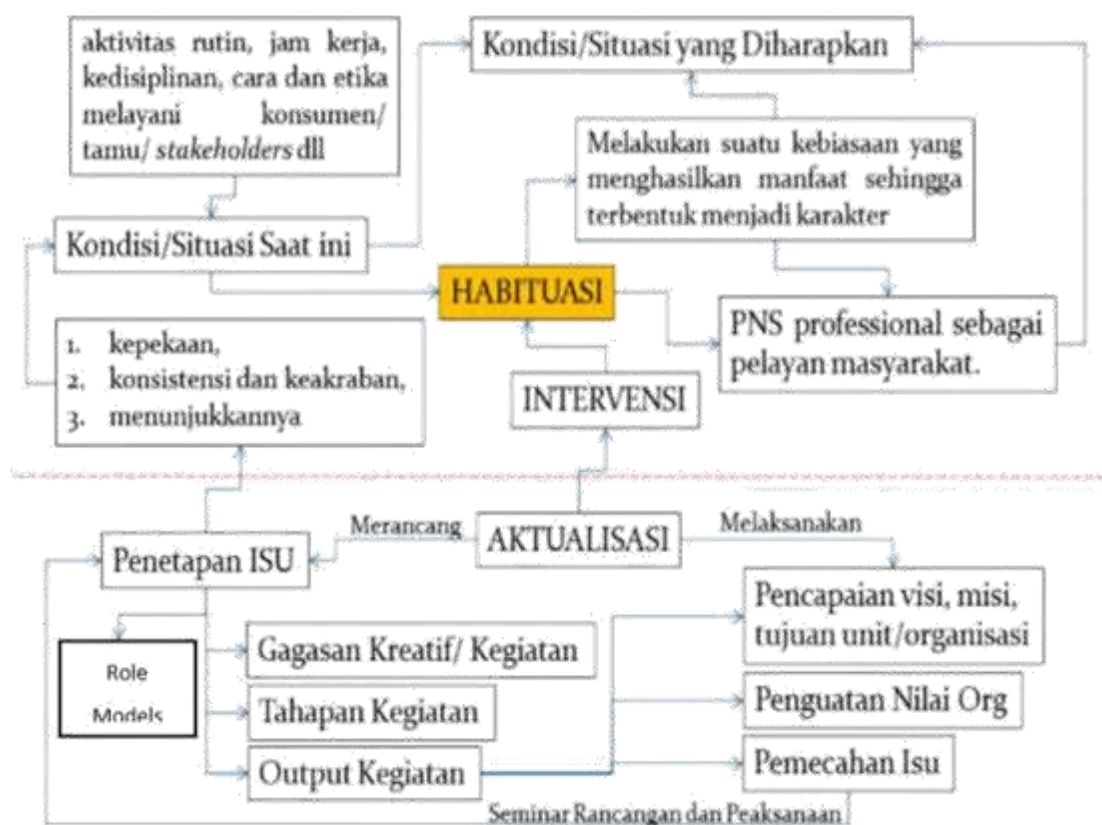 aktivitas rutin, jam kerja,
kedisiplinan, cara dan etika
melayani konsumen/
tamu/ stakeholders dll
Kondisi/Situasi yang Diharapkan
Melakukan suatu kebiasaan yang
menghasilkan manfaat sehingga
terbentuk menjadi karakter
Kondisi/Situasi Saat ini
HABITUASI
PNS professional sebagai
pelayan masyarakat.
1. kepekaan,
2. konsistensi dan keakraban,
3. menunjukkannya
INTERVENSI
Merancang
AKTUALISASI
Melaksanakan
Penetapan ISU
Pencapaian visi, misi,
tujuan unit/organisasi
Role
Models
Gagasan Kreatif/ Kegiatan
Tahapan Kegiatan
Penguatan Nilai Org
Output Kegiatan
Pemecahan Isu
Seminar Rancangan dan Peaksanaan